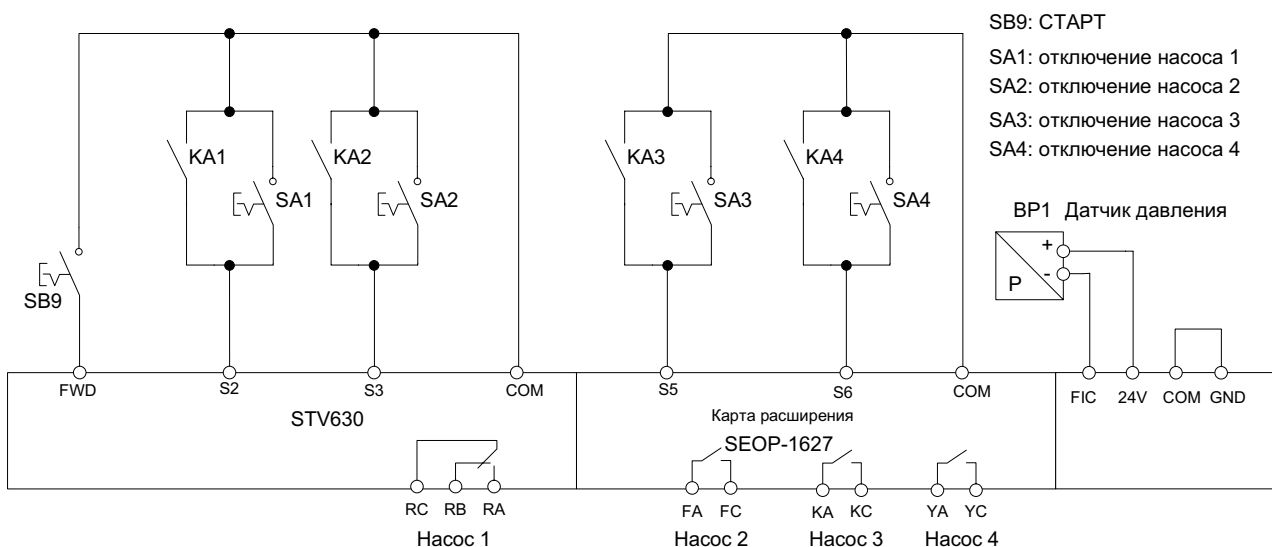 SB9: СТАРТ
SA1: отключение насоса 1
SA2: отключение насоса 2
SA3: отключение насоса 3
SA4: отключение насоса 4
KA1
SA1
KA2
SA2
KA3
SA3
KA4
SA4
BP1 Датчик давления
+
-
P
SB9
FWD
S2
S3
COM
S5
S6
COM
FIC
24V
COM
GND
STV630
Карта расширения
SEOP-1627
RC
RB
RA
FA
FC
KA
KC
YA
YC
Насос 1
Насос 2
Насос 3
Насос 4